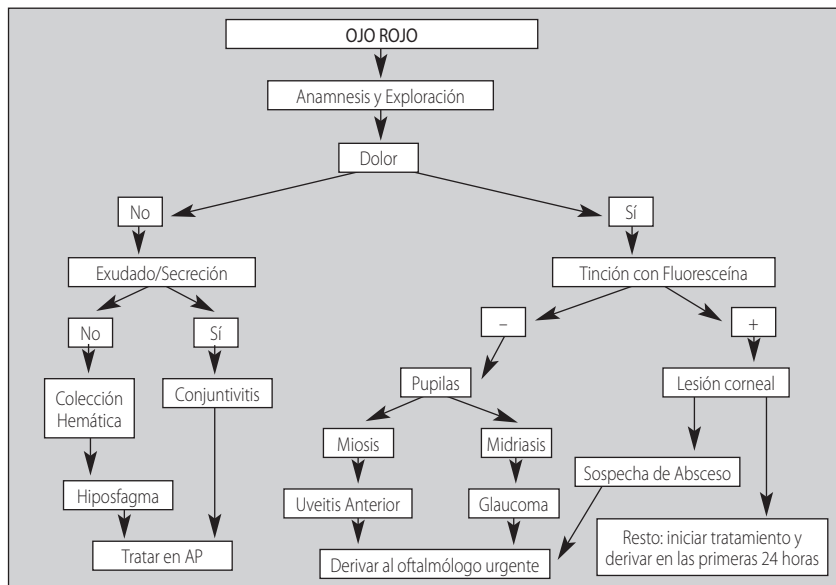 OJO ROJO
Anamnesis y Exploración
Dolor
No
Sí
Exudado/Secreción
Tinción con Fluoresceína
No
Sí
–
+
Colección
Hemática
Conjuntivitis
Pupilas
Lesión corneal
Miosis
Midriasis
Sospecha de Absceso
Hiposfagma
Uveitis Anterior
Glaucoma
Tratar en AP
Derivar al oftalmólogo urgente
Resto: iniciar tratamiento y
derivar en las primeras 24 horas